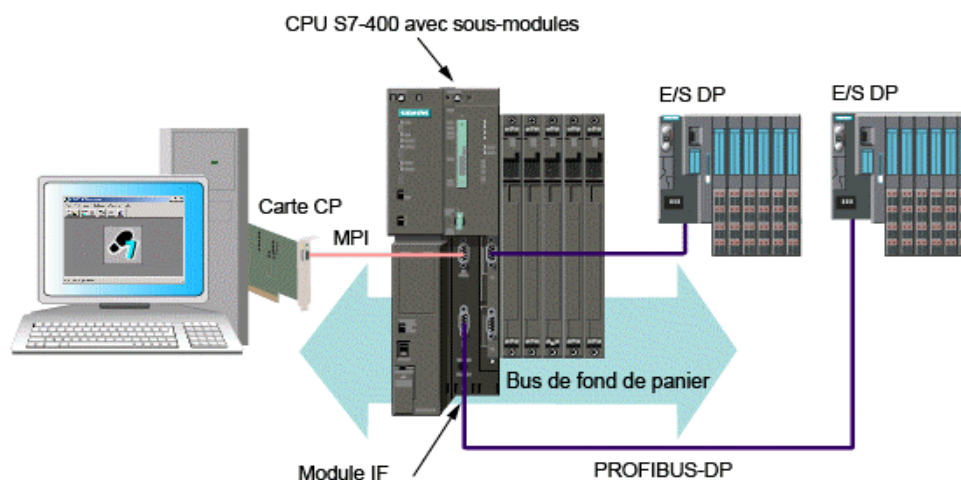 CPU S7-400 avec sous-modules
E/S DP
E/S DP
SIEMENS
Carte CP
MPI
Bus de fond de panier
Module IF
PROFIBUS-DP